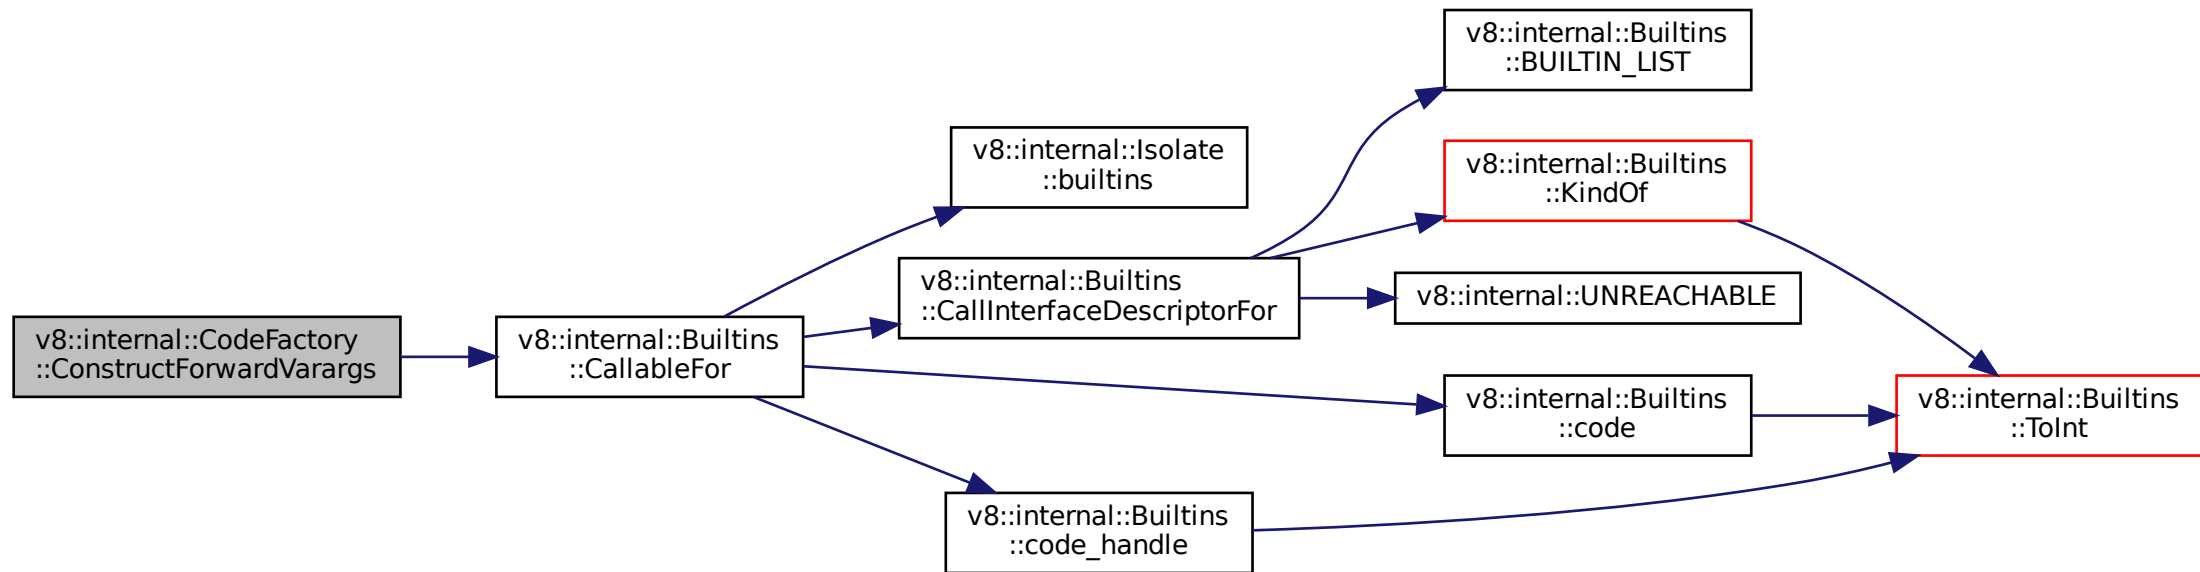 v8::internal::CodeFactory
::ConstructForwardVarargs
v8::internal::Builtins
::CallableFor
v8::internal::Isolate
::builtins
v8::internal::Builtins
::CallInterfaceDescriptorFor
v8::internal::Builtins
::code_handle
v8::internal::Builtins
::BUILTIN_LIST
v8::internal::Builtins
::KindOf
v8::internal::UNREACHABLE
v8::internal::Builtins
::code
v8::internal::Builtins
::ToInt